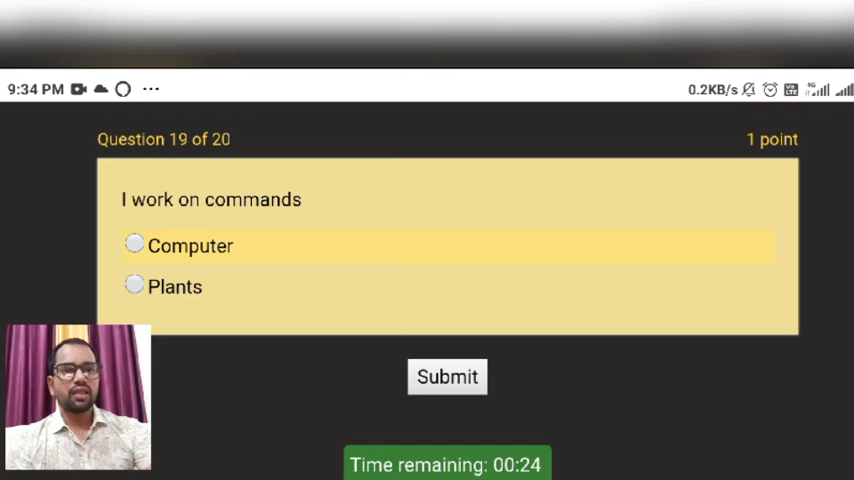 9:34 PM ... 0.2KB/s
Question 19 of 20 1 point
I work on commands
Computer
Plants
Submit
Time remaining: 00:24